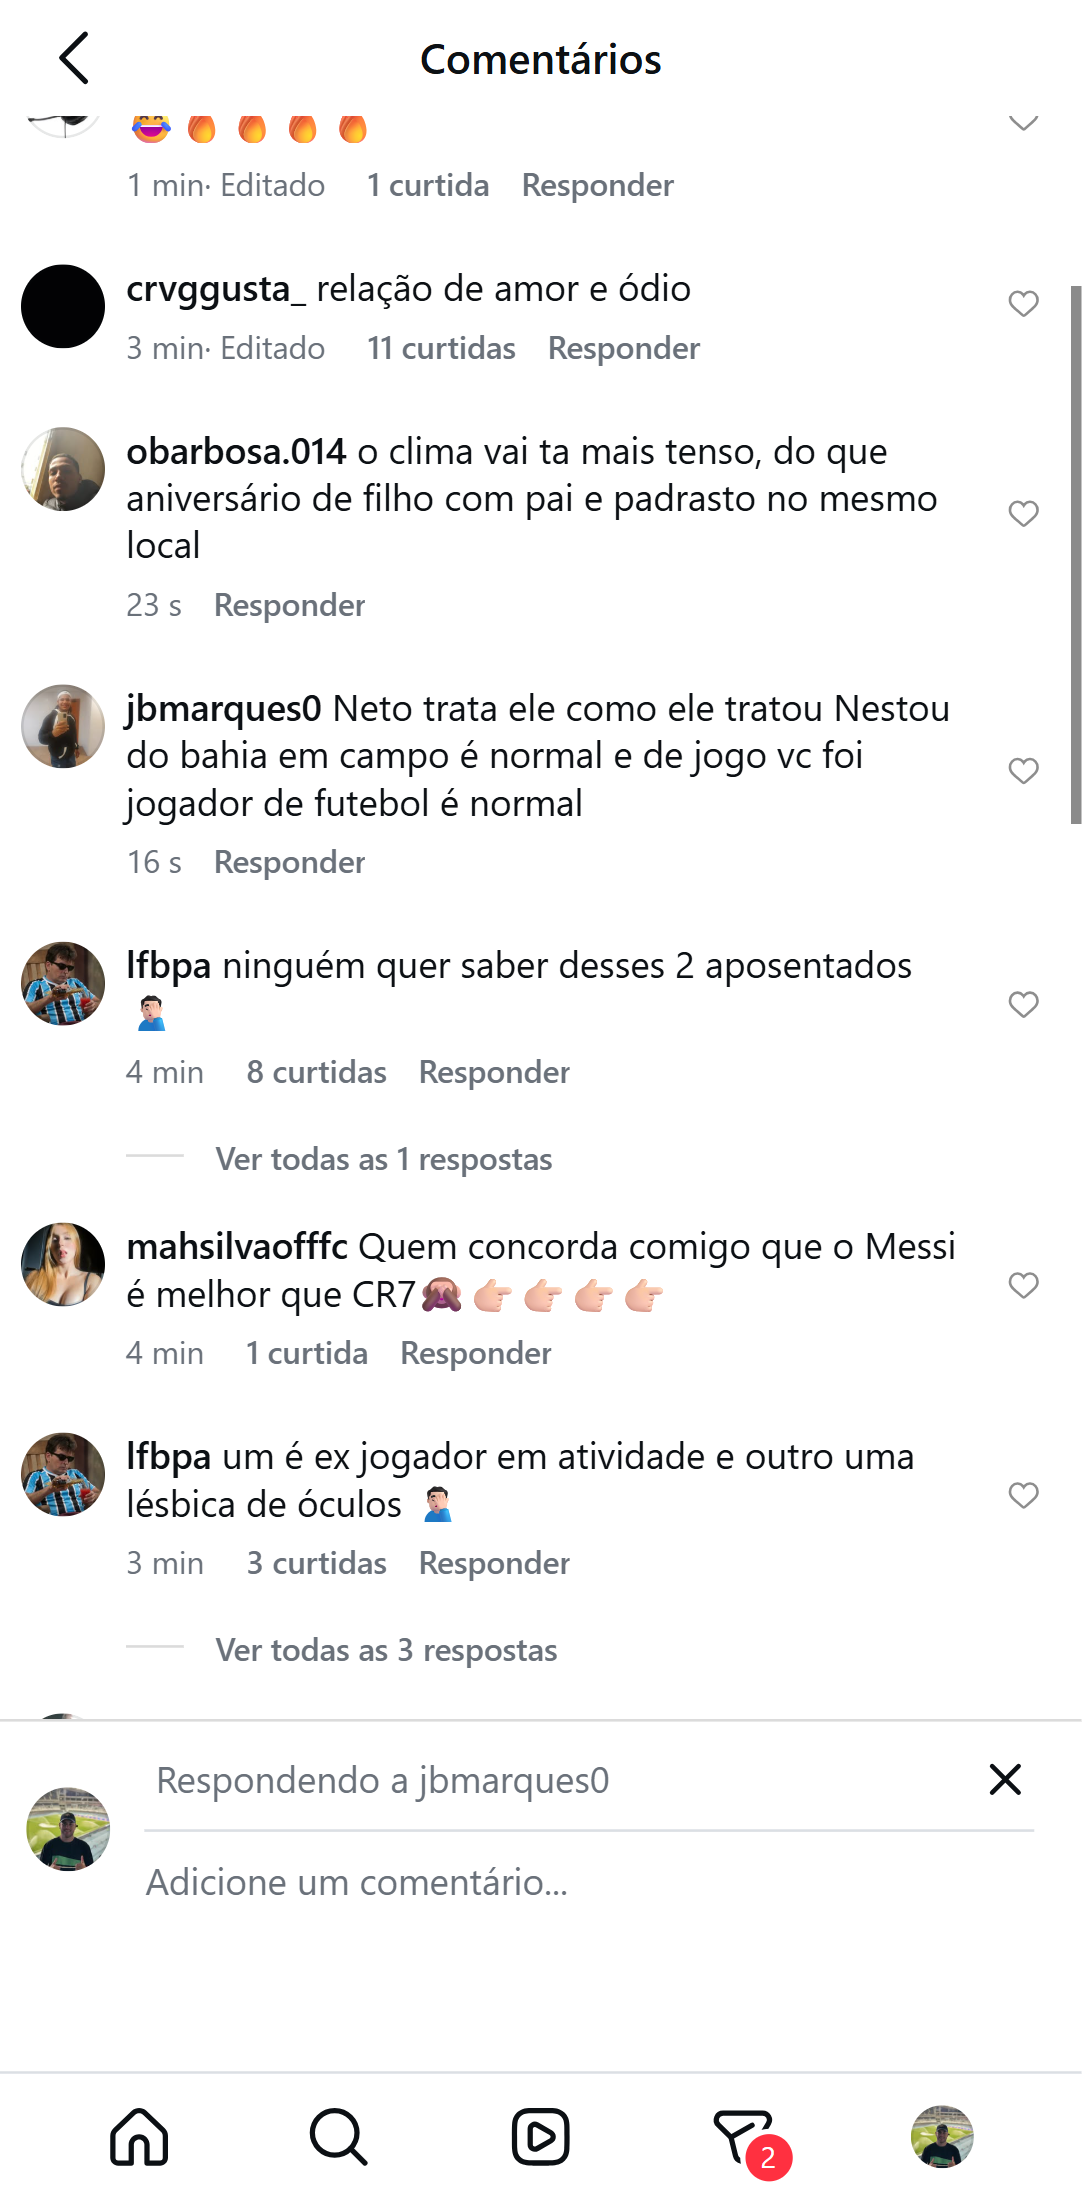 Comentários
😂🔥🔥🔥🔥
1 min· Editado 1 curtida Responder
crvggusta_ relação de amor e ódio
3 min· Editado 11 curtidas Responder
obarbosa.014 o clima vai ta mais tenso, do que
aniversário de filho com pai e padrasto no mesmo
local
23 s Responder
jbmarques0 Neto trata ele como ele tratou Nestou
do bahia em campo é normal e de jogo vc foi
jogador de futebol é normal
16 s Responder
lfbpa ninguém quer saber desses 2 aposentados
🤦🏻‍♂️
4 min 8 curtidas Responder
Ver todas as 1 respostas
mahsilvaofffc Quem concorda comigo que o Messi
é melhor que CR7🙈👉🏻👉🏻👉🏻👉🏻
4 min 1 curtida Responder
lfbpa um é ex jogador em atividade e outro uma
lésbica de óculos 🤦🏻‍♂️
3 min 3 curtidas Responder
Ver todas as 3 respostas
Respondendo a jbmarques0
Adicione um comentário...
2